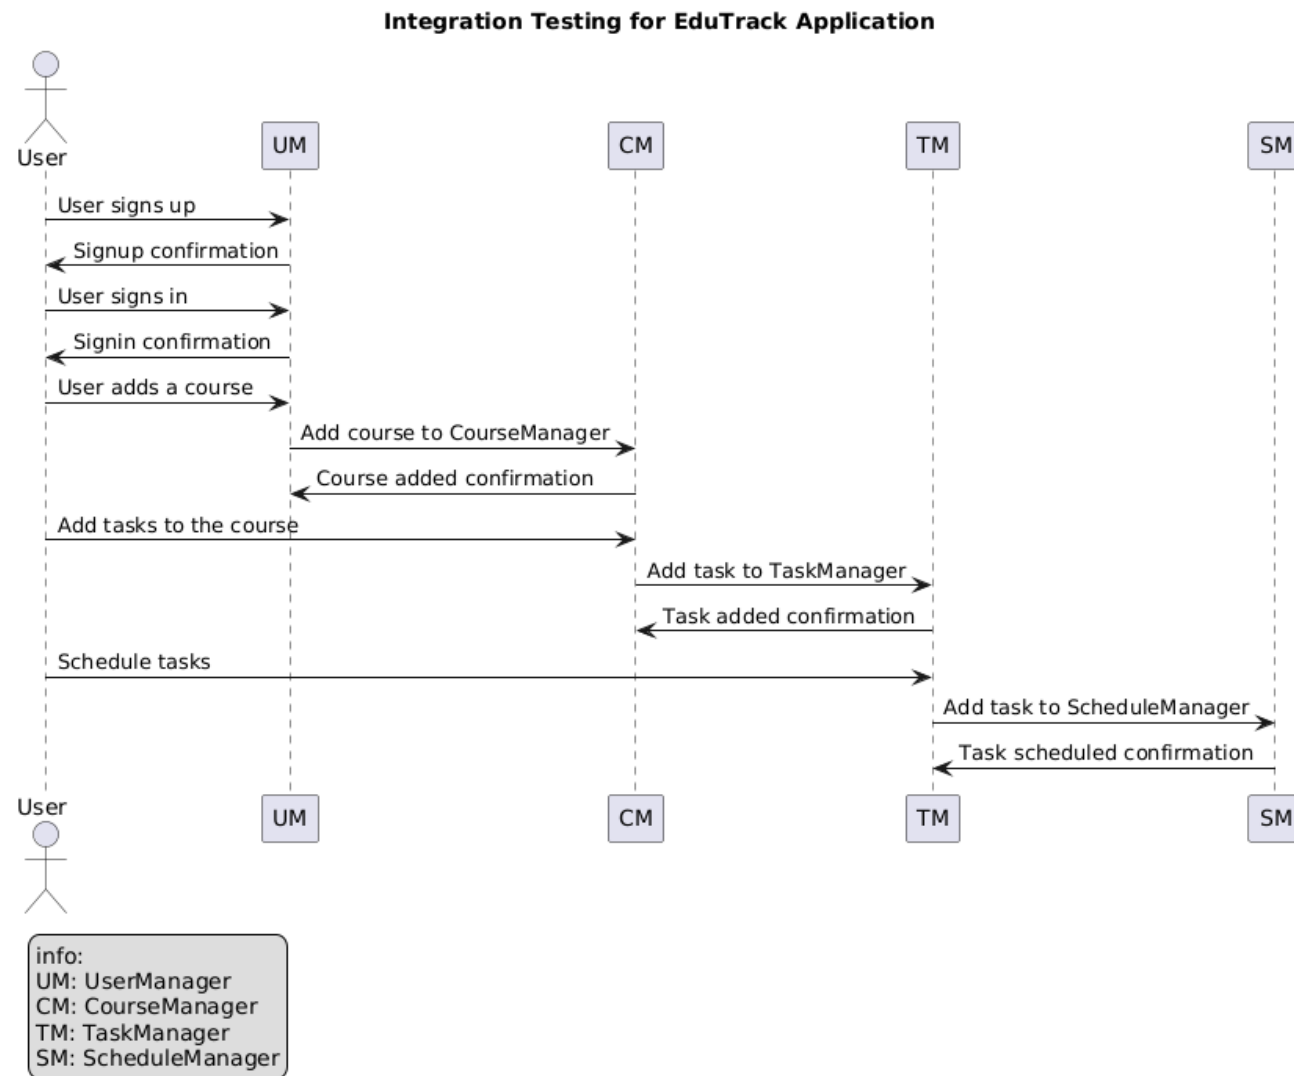 Integration Testing for EduTrack Application
User
UM
CM
TM
SM
User signs up
Signup confirmation
User signs in
Signin confirmation
User adds a course
Add course to CourseManager
Course added confirmation
Add tasks to the course
Add task to TaskManager
Task added confirmation
Schedule tasks
Add task to ScheduleManager
Task scheduled confirmation
User
UM
CM
TM
SM
info:
UM: UserManager
CM: CourseManager
TM: TaskManager
SM: ScheduleManager